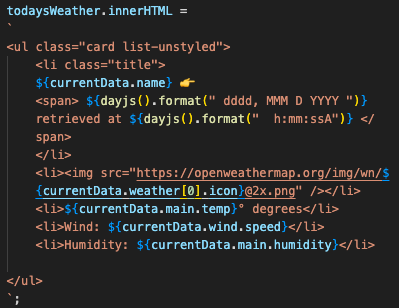 todaysWeather.innerHTML =
`
<ul class="card list-unstyled">
<li class="title">
${currentData.name} 👉
<span> ${dayjs().format(" dddd, MMM D YYYY ")}
retrieved at ${dayjs().format("  h:mm:ssA")} </
span>
</li>
<li><img src="https://openweathermap.org/img/wn/$
{currentData.weather[0].icon}@2x.png" /></li>
<li>${currentData.main.temp}° degrees</li>
<li>Wind: ${currentData.wind.speed}</li>
<li>Humidity: ${currentData.main.humidity}</li>
</ul>
`;